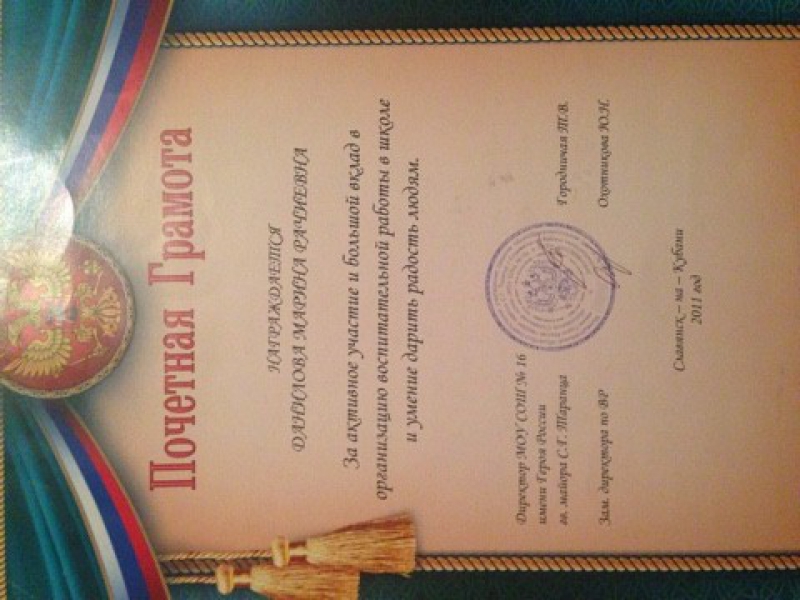 Почетная Грамота
НАГРАЖДАЕТСЯ
ДАНИЛОВА МАРИНА РАЧИЕВНА
За активное участие и большой вклад в
организацию воспитательной работы в школе
и умение дарить радость людям.
Директор МОУ СОШ № 16
имени Героя России
гв. майора С.Г. Таранца Городничая Т.В.
Зам. директора по ВР Охотникова Ю.Н.
Славянск – на – Кубани
2011 год